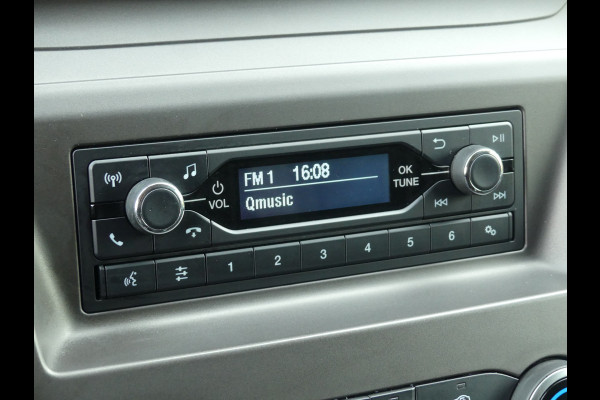 FM 1 16:08
Qmusic
VOL
OK
TUNE
1 2 3 4 5 6